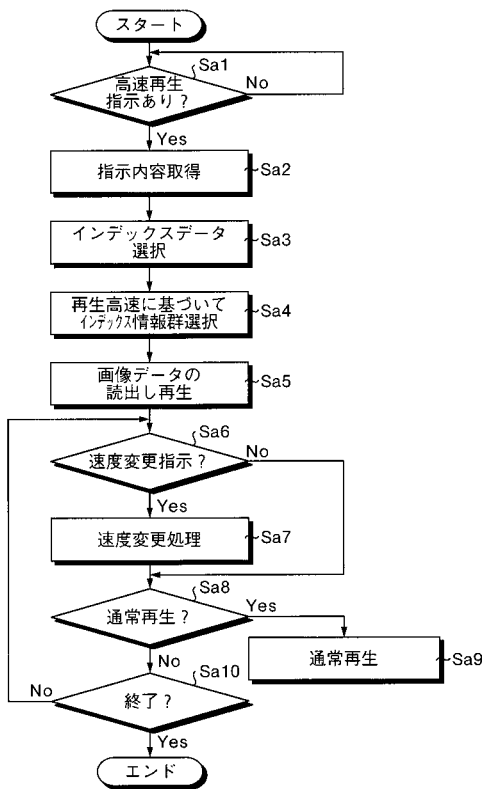 スタート
Sa1
高速再生
指示あり？
No
Yes
指示内容取得
Sa2
インデックスデータ
選択
Sa3
再生高速に基づいて
インデックス情報群選択
Sa4
画像データの
読出し再生
Sa5
Sa6
速度変更指示？
No
Yes
速度変更処理
Sa7
Sa8
通常再生？
Yes
No
通常再生
Sa9
Sa10
No
終了？
Yes
エンド